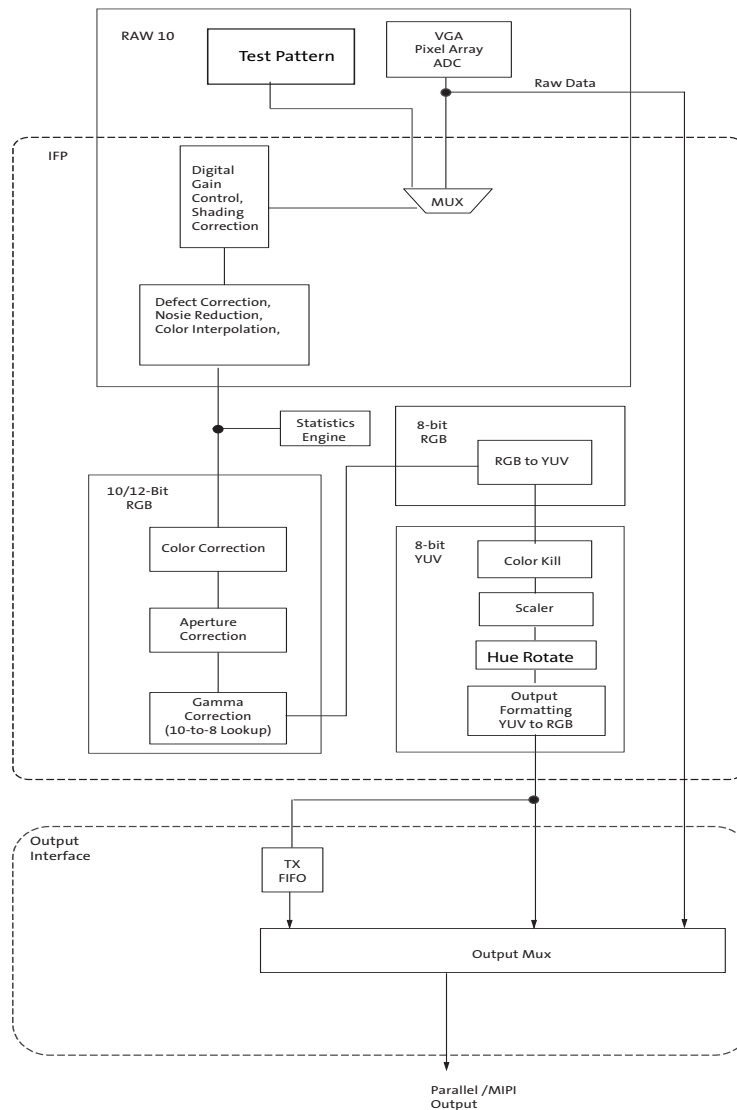 RAW 10
Test Pattern
VGA
Pixel Array
ADC
Raw Data
IFP
Digital
Gain
Control,
Shading
Correction
MUX
Defect Correction,
Nosie Reduction,
Color Interpolation,
Statistics
Engine
8-bit
RGB
RGB to YUV
10/12-Bit
RGB
Color Correction
Aperture
Correction
Gamma
Correction
(10-to-8 Lookup)
8-bit
YUV
Color Kill
Scaler
Hue Rotate
Output
Formatting
YUV to RGB
Output
Interface
TX
FIFO
Output Mux
Parallel /MIPI
Output